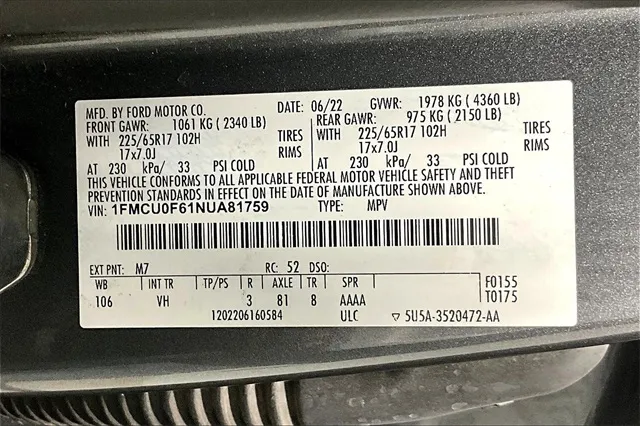 MFD. BY FORD MOTOR CO. DATE: 06/22 GVWR: 1978 KG ( 4360 LB)
FRONT GAWR: 1061 KG ( 2340 LB) REAR GAWR: 975 KG ( 2150 LB)
WITH 225/65R17 102H TIRES WITH 225/65R17 102H TIRES
17x7.0J RIMS 17x7.0J RIMS
AT 230 kPa/ 33 PSI COLD AT 230 kPa/ 33 PSI COLD
THIS VEHICLE CONFORMS TO ALL APPLICABLE FEDERAL MOTOR VEHICLE SAFETY AND THEFT
PREVENTION STANDARDS IN EFFECT ON THE DATE OF MANUFACTURE SHOWN ABOVE.
VIN: 1FMCU0F61NUA81759 TYPE: MPV
EXT PNT: M7 RC: 52 DSO:
WB INT TR TP/PS R AXLE TR SPR F0155
106 VH 3 81 8 AAAA T0175
1202206160584 ULC ▽ 5U5A-3520472-AA